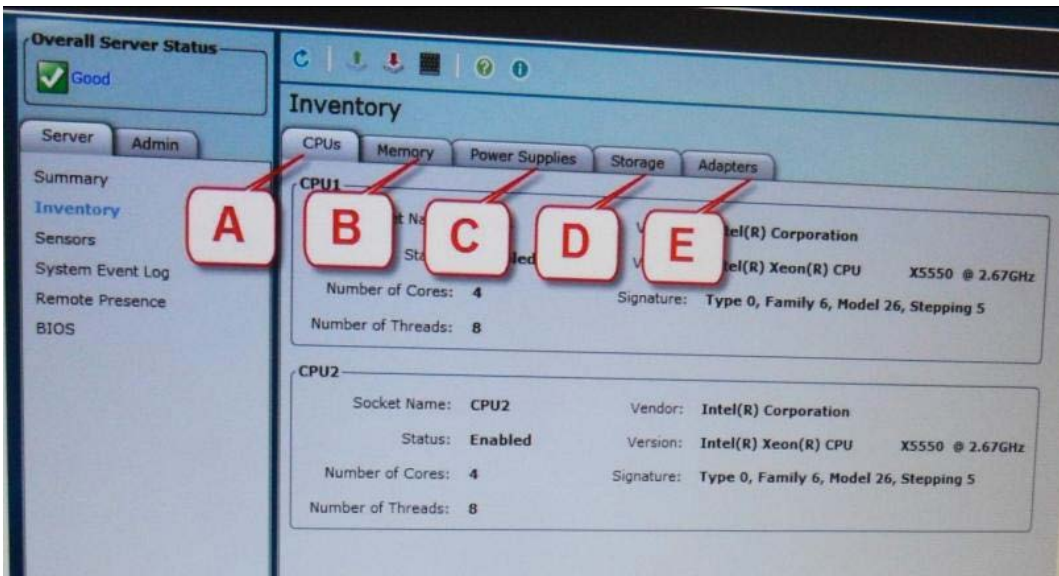 Overall Server Status
Good
Server Admin
Summary
Inventory
Sensors
System Event Log
Remote Presence
BIOS
Inventory
CPUs Memory Power Supplies Storage Adapters
A B C D E
CPU1
Corporation
CPU X5550 @ 2.67GHz
Number of Cores: 4 Signature: Type 0, Family 6, Model 26, Stepping 5
Number of Threads: 8
CPU2
Socket Name: CPU2 Vendor: Intel(R) Corporation
Status: Enabled Version: Intel(R) Xeon(R) CPU X5550 @ 2.67GHz
Number of Cores: 4 Signature: Type 0, Family 6, Model 26, Stepping 5
Number of Threads: 8